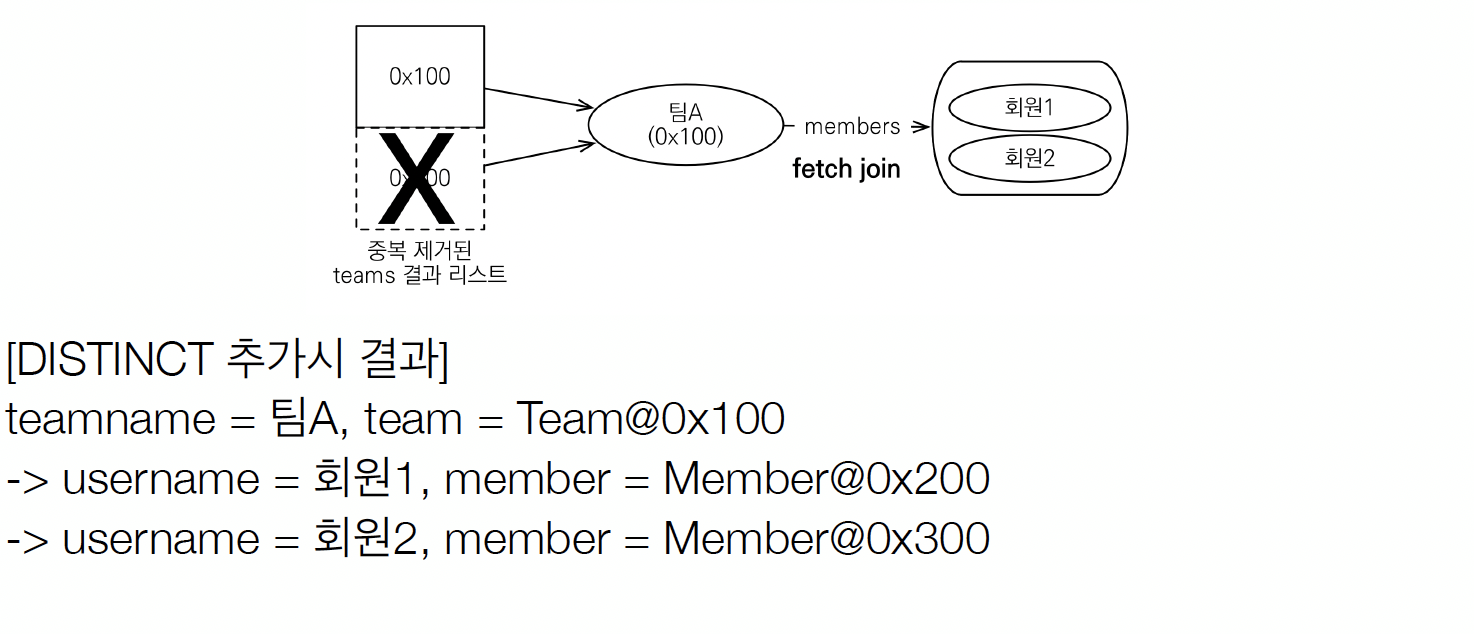 0x100
0x100
중복 제거된
teams 결과 리스트
팀A
(0x100)
members
fetch join
회원1
회원2
[DISTINCT 추가시 결과]
teamname = 팀A, team = Team@0x100
-> username = 회원1, member = Member@0x200
-> username = 회원2, member = Member@0x300